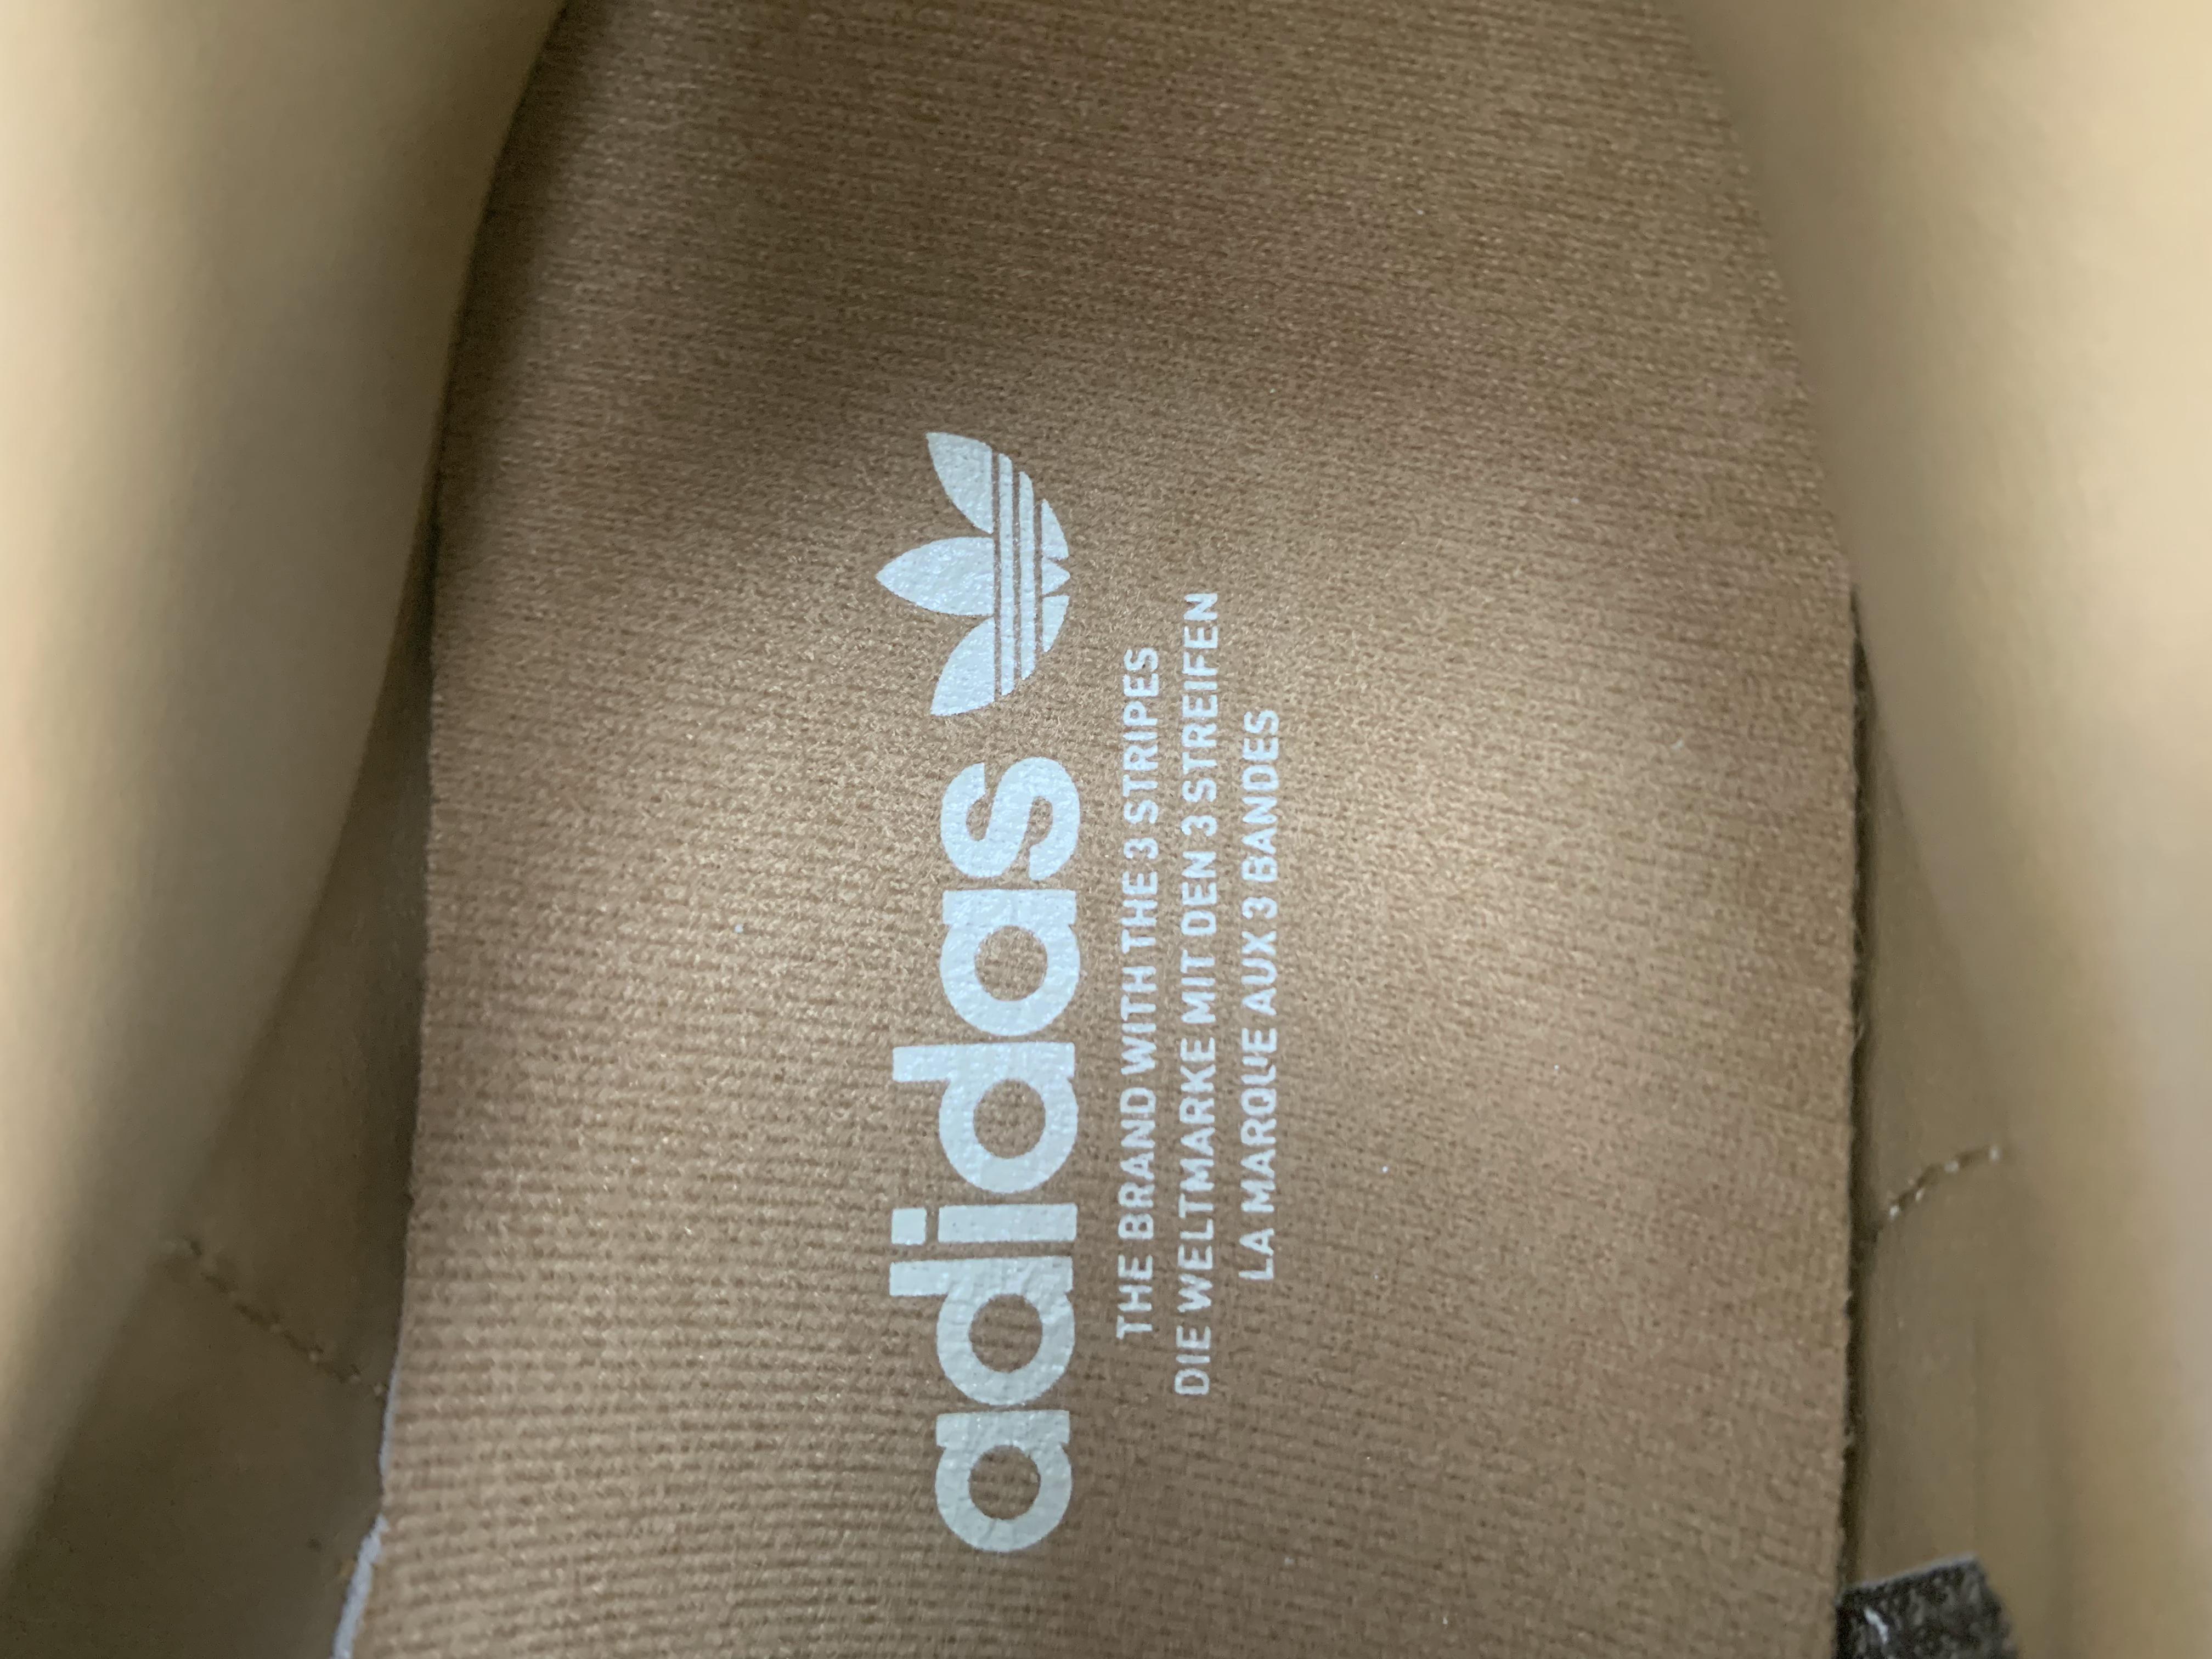 adidas
THE BRAND WITH THE 3 STRIPES
DIE WELTMARKE MIT DEN 3 STREIFEN
LA MARQUE AUX 3 BANDES